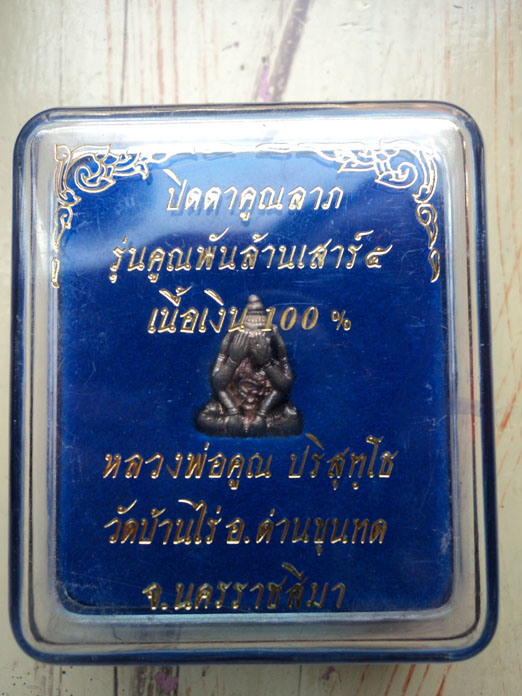 ปิดตาคูณลาภ
รุ่นคูณพันล้านเสาร์ ๕
เนื้อเงิน 100 %
หลวงพ่อคูณ ปริสุทฺโธ
วัดบ้านไร่ อ.ด่านขุนทด
จ.นครราชสีมา